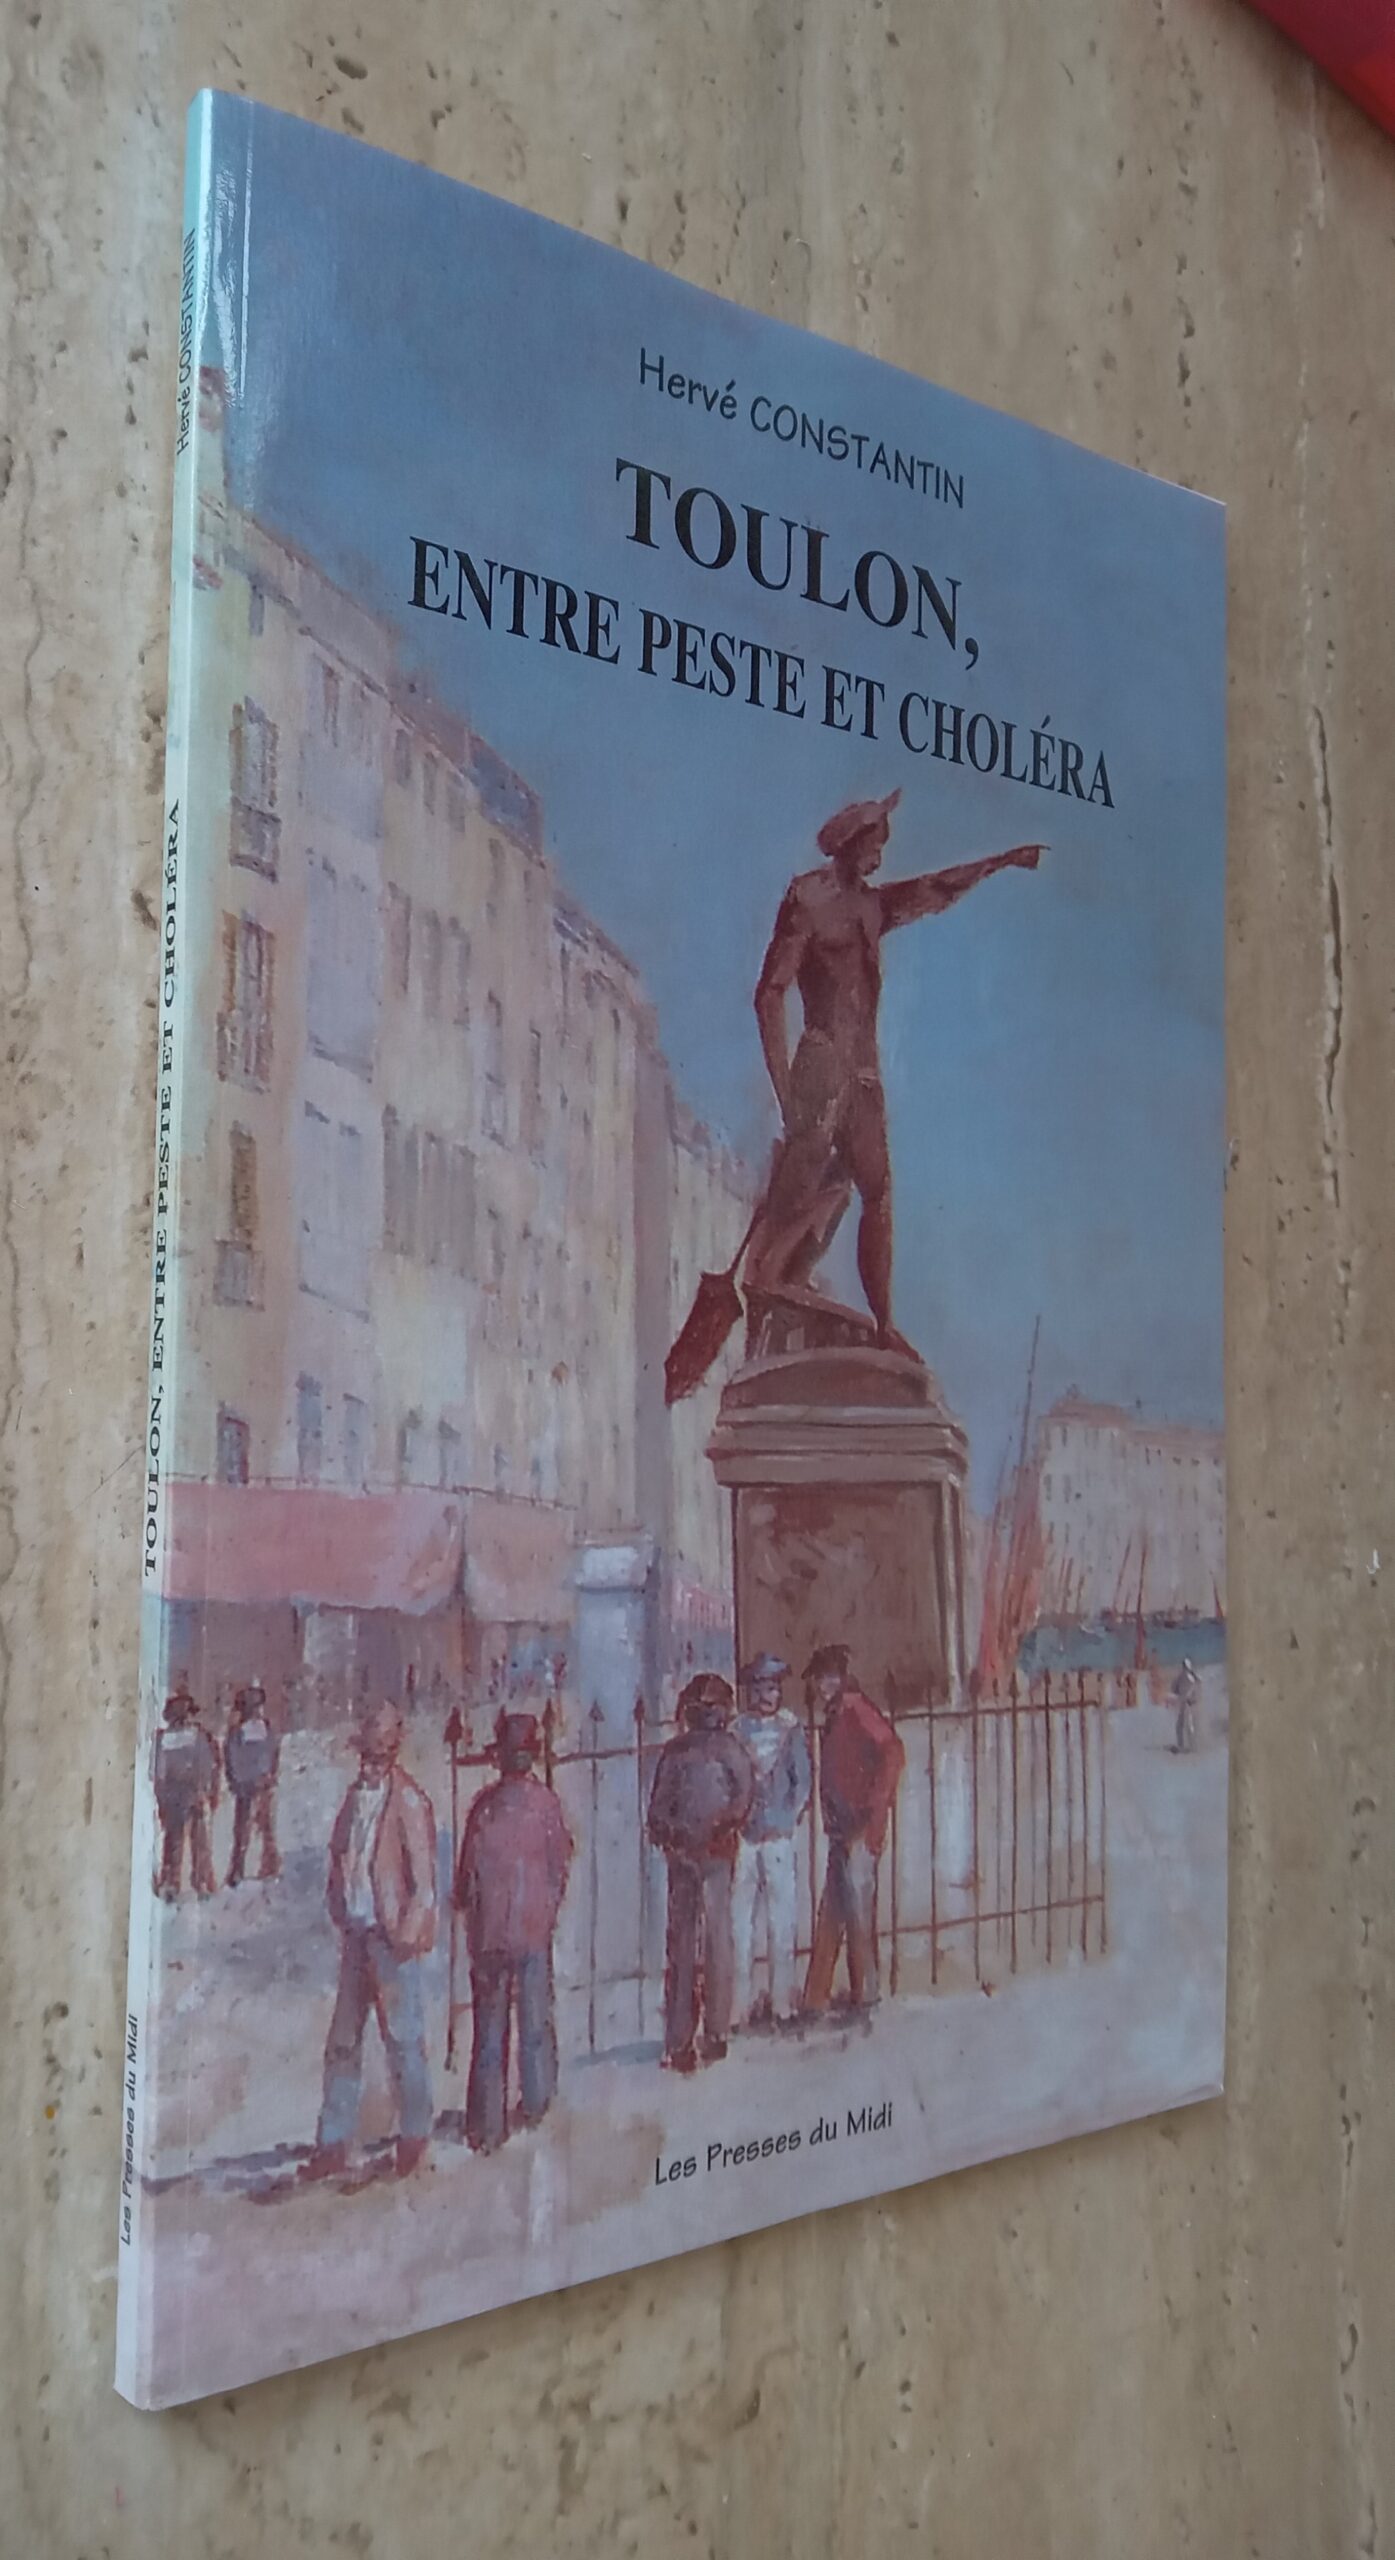 Hervé CONSTANTIN
TOULON,
ENTRE PESTE ET CHOLÉRA
Les Presses du Midi
Hervé CONSTANTIN
TOULON, ENTRE PESTE ET CHOLÉRA
Les Presses du Midi